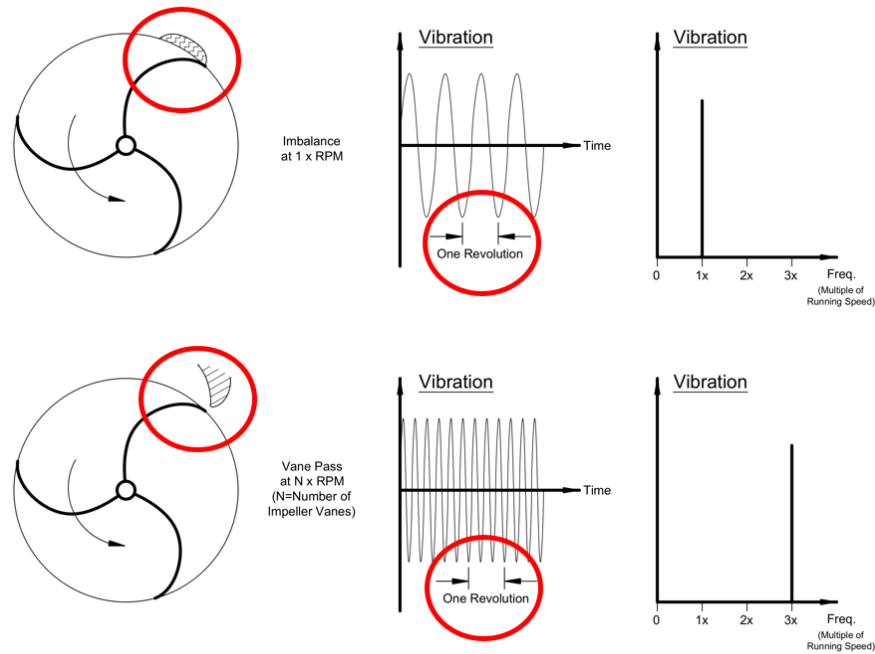 Vibration
Vibration
Imbalance
at 1 x RPM
Time
One Revolution
0
1x
2x
3x
Freq.
(Multiple of
Running Speed)
Vibration
Vibration
Vane Pass
at N x RPM
(N=Number of
Impeller Vanes)
Time
One Revolution
0
1x
2x
3x
Freq.
(Multiple of
Running Speed)